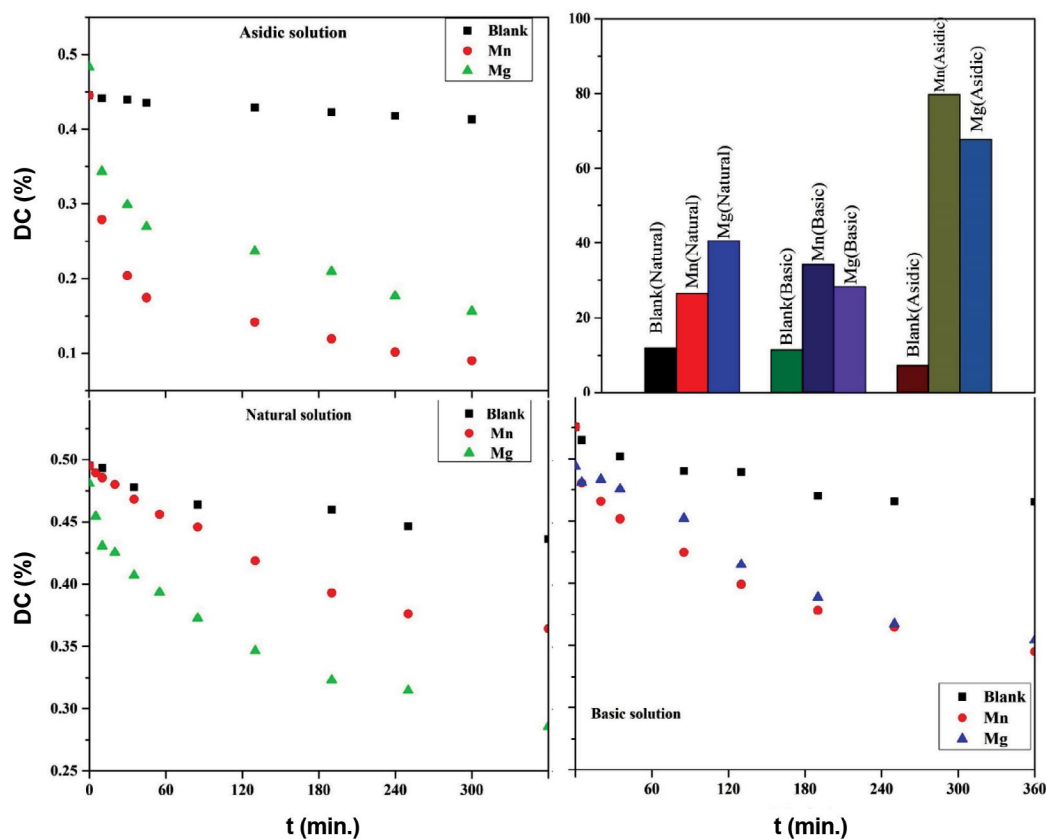 Asidic solution
Blank
Mn
Mg
0.5
0.4
0.3
0.2
0.1
DC (%)
100
80
60
40
20
0
Blank(Natural)
Mn(Natural)
Mg(Natural)
Blank(Basic)
Mn(Basic)
Mg(Basic)
Blank(Asidic)
Mn(Asidic)
Mg(Asidic)
Natural solution
Blank
Mn
Mg
0.50
0.45
0.40
0.35
0.30
0.25
DC (%)
0 60 120 180 240 300
t (min.)
Basic solution
Blank
Mn
Mg
60 120 180 240 300 360
t (min.)